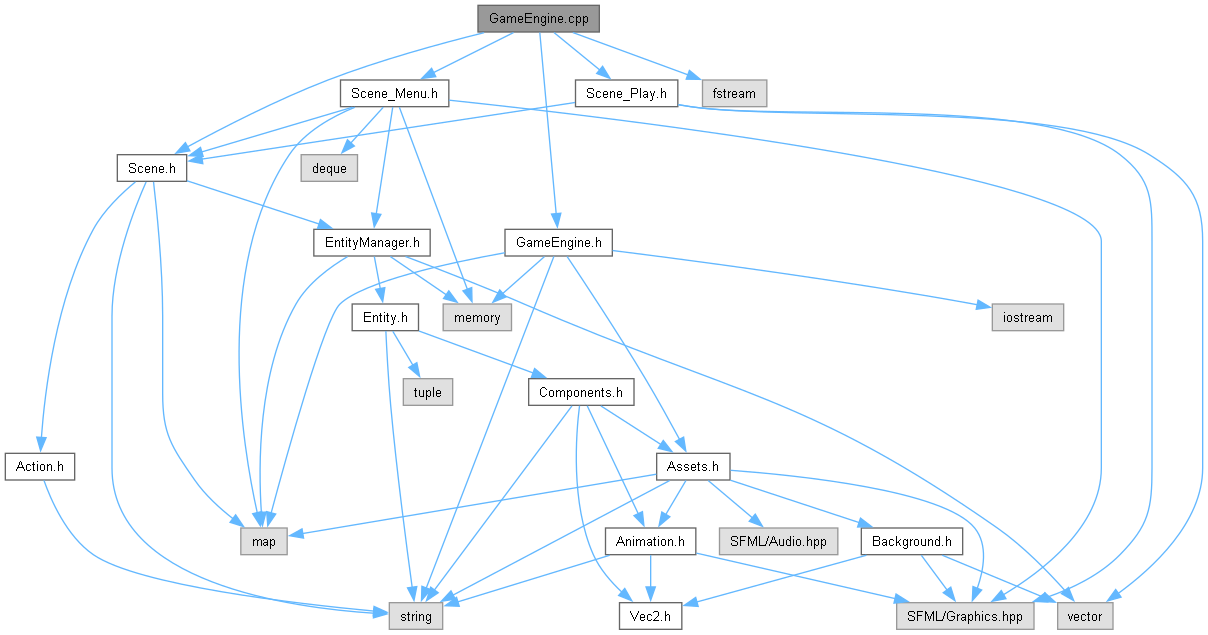 GameEngine.cpp
Scene_Menu.h
Scene_Play.h
fstream
Scene.h
deque
EntityManager.h
GameEngine.h
Entity.h
memory
iostream
tuple
Components.h
Action.h
Assets.h
map
Animation.h
SFML/Audio.hpp
Background.h
string
Vec2.h
SFML/Graphics.hpp
vector